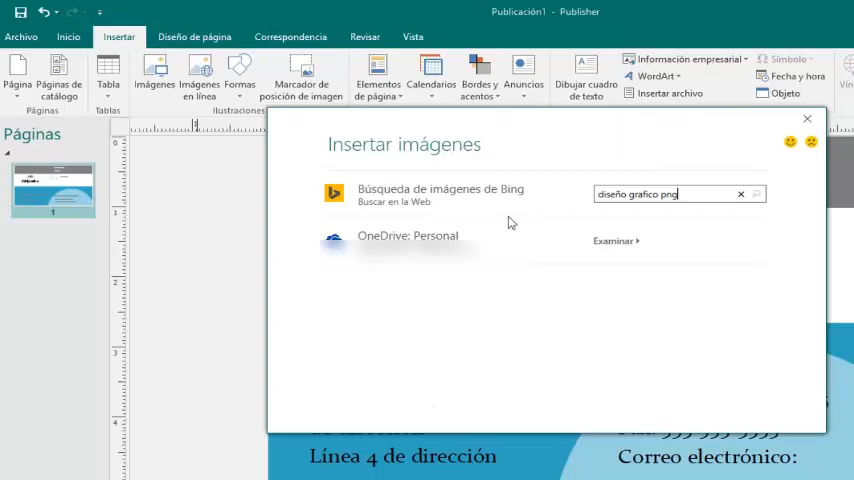 Publicación1 - Publisher
Archivo Inicio Insertar Diseño de página Correspondencia Revisar Vista
Página Páginas de catálogo Tabla Imágenes Imágenes en línea Formas Marcador de posición de imagen Elementos de página Calendarios Bordes y acentos Anuncios Dibujar cuadro de texto
Información empresarial Símbolo
WordArt Fecha y hora
Insertar archivo Objeto
Páginas Tablas Ilustraciones
Páginas
1
Insertar imágenes
Búsqueda de imágenes de Bing
Buscar en la Web
diseño grafico png
OneDrive: Personal
Examinar
Línea 4 de dirección
Correo electrónico: